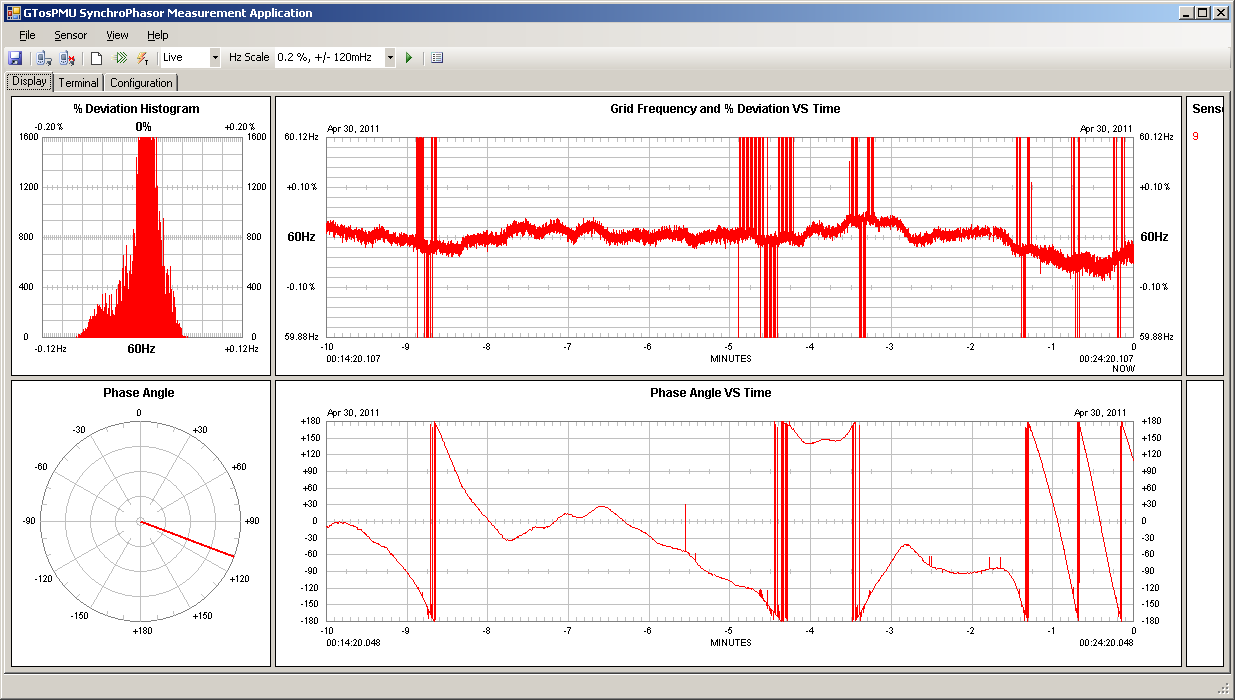 GTosPMU SynchroPhasor Measurement Application
File Sensor View Help
Live Hz Scale 0.2 %, +/- 120mHz
Display Terminal Configuration
% Deviation Histogram
-0.20 % 0% +0.20 %
1600 1600
1200 1200
800 800
400 400
0 0
-0.12Hz 60Hz +0.12Hz
Grid Frequency and % Deviation VS Time
Apr 30, 2011 Apr 30, 2011
60.12Hz 60.12Hz
+0.10 % +0.10 %
60Hz 60Hz
-0.10 % -0.10 %
59.88Hz 59.88Hz
-10 -9 -8 -7 -6 -5 -4 -3 -2 -1 0
00:14:20.107 MINUTES 00:24:20.107
NOW
Senso
9
Phase Angle
0
-30 +30
-60 +60
-90 +90
-120 +120
-150 +150
+180
Phase Angle VS Time
Apr 30, 2011 Apr 30, 2011
+180 +180
+150 +150
+120 +120
+90 +90
+60 +60
+30 +30
0 0
-30 -30
-60 -60
-90 -90
-120 -120
-150 -150
-180 -180
-10 -9 -8 -7 -6 -5 -4 -3 -2 -1 0
00:14:20.048 MINUTES 00:24:20.048